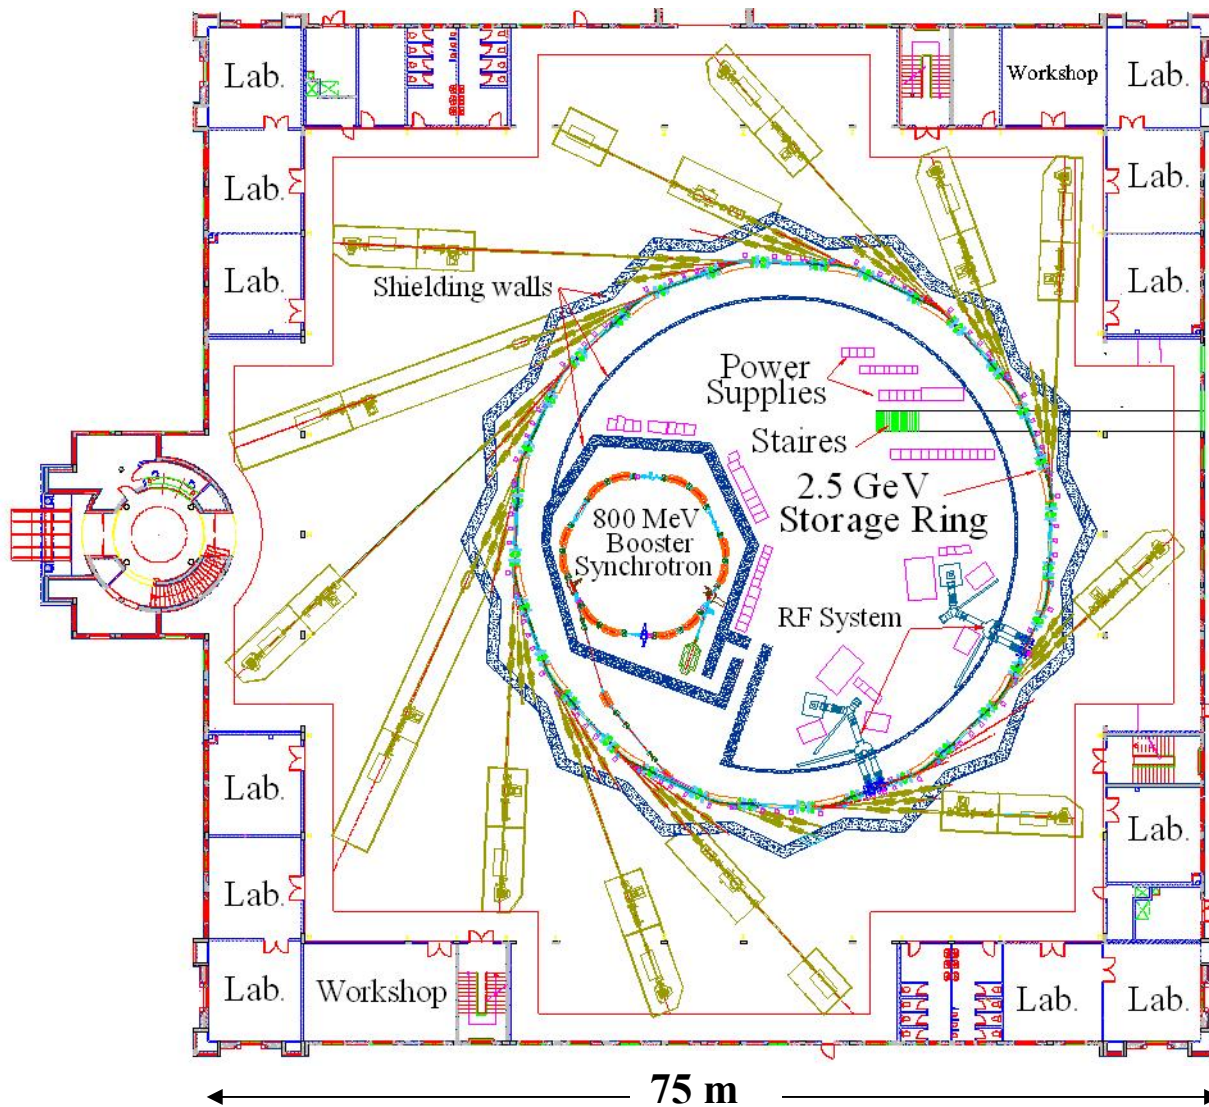 Lab.
Workshop
Lab.
Lab.
Lab.
Lab.
Lab.
Shielding walls
Power
Supplies
Staires
2.5 GeV
Storage Ring
800 MeV
Booster
Synchrotron
RF System
Lab.
Lab.
Lab.
Lab.
Workshop
Lab.
Lab.
75 m